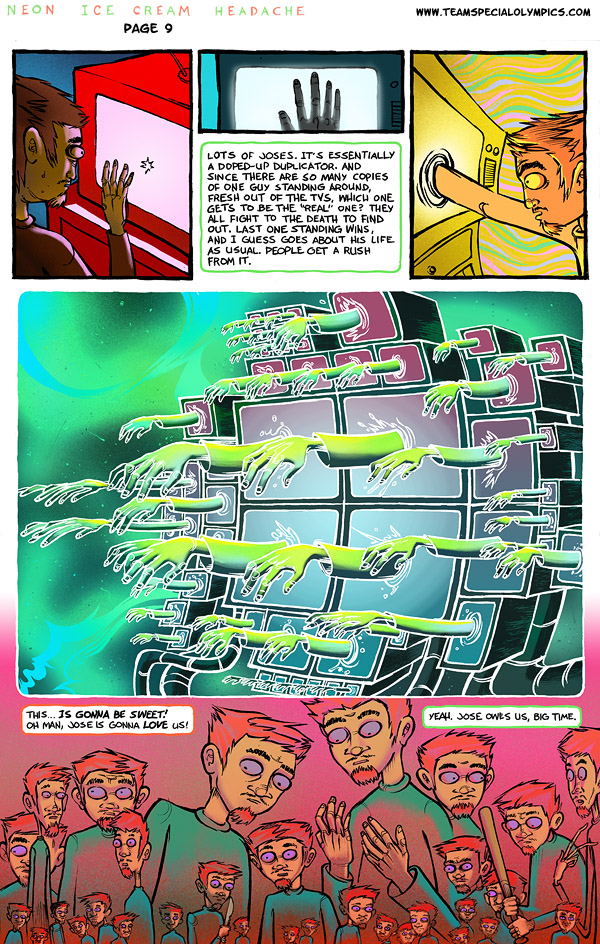 NEON ICE CREAM HEADACHE
WWW.TEAMSPECIALOLYMPICS.COM
PAGE 9
LOTS OF JOSES. IT'S ESSENTIALLY
A DOPED-UP DUPLICATOR. AND
SINCE THERE ARE SO MANY COPIES
OF ONE GUY STANDING AROUND,
FRESH OUT OF THE TVS, WHICH ONE
GETS TO BE THE "REAL" ONE? THEY
ALL FIGHT TO THE DEATH TO FIND
OUT. LAST ONE STANDING WINS,
AND I GUESS GOES ABOUT HIS LIFE
AS USUAL. PEOPLE GET A RUSH
FROM IT.
THIS... IS GONNA BE SWEET!
OH MAN, JOSE IS GONNA LOVE US!
YEAH. JOSE OWES US, BIG TIME.